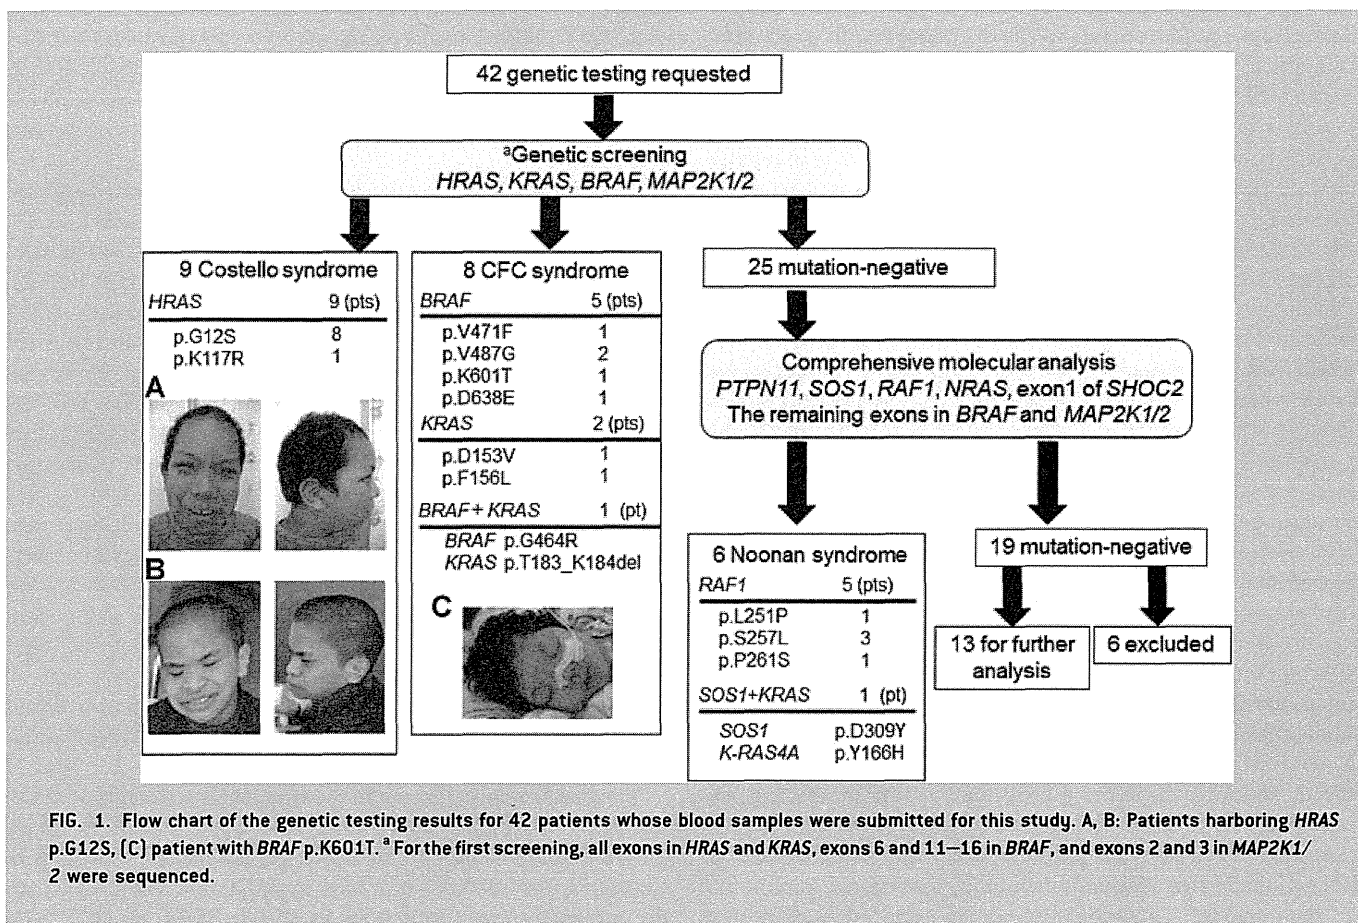 42 genetic testing requested
ᵃGenetic screening
HRAS, KRAS, BRAF, MAP2K1/2
9 Costello syndrome
HRAS 9 (pts)
p.G12S 8
p.K117R 1
A
B
8 CFC syndrome
BRAF 5 (pts)
p.V471F 1
p.V487G 2
p.K601T 1
p.D638E 1
KRAS 2 (pts)
p.D153V 1
p.F156L 1
BRAF+ KRAS 1 (pt)
BRAF p.G464R
KRAS p.T183_K184del
C
25 mutation-negative
Comprehensive molecular analysis
PTPN11, SOS1, RAF1, NRAS, exon1 of SHOC2
The remaining exons in BRAF and MAP2K1/2
6 Noonan syndrome
RAF1 5 (pts)
p.L251P 1
p.S257L 3
p.P261S 1
SOS1+KRAS 1 (pt)
SOS1 p.D309Y
K-RAS4A p.Y166H
19 mutation-negative
13 for further
analysis
6 excluded
FIG. 1. Flow chart of the genetic testing results for 42 patients whose blood samples were submitted for this study. A, B: Patients harboring HRAS
p.G12S, (C) patient with BRAF p.K601T. ᵃ For the first screening, all exons in HRAS and KRAS, exons 6 and 11–16 in BRAF, and exons 2 and 3 in MAP2K1/
2 were sequenced.